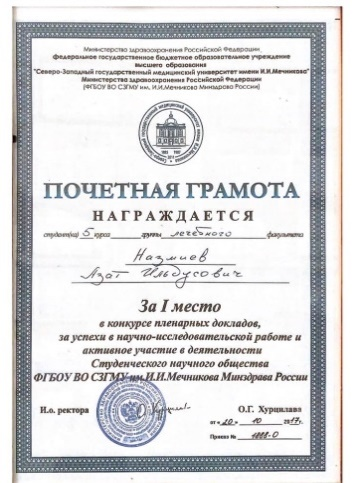 Министерство здравоохранения Российской Федерации
федеральное государственное бюджетное образовательное учреждение
высшего образования
"Северо-Западный государственный медицинский университет имени И.И.Мечникова"
Министерства здравоохранения Российской Федерации
(ФГБОУ ВО СЗГМУ им. И.И.Мечникова Минздрава России)
ПОЧЕТНАЯ ГРАМОТА
НАГРАЖДАЕТСЯ
студент(ка) 5 курса группы лечебного факультета
Назмиев
Азат Ильдусович
За I место
в конкурсе пленарных докладов,
за успехи в научно-исследовательской работе и
активное участие в деятельности
Студенческого научного общества
ФГБОУ ВО СЗГМУ им.И.И.Мечникова Минздрава России
И.о. ректора О.Г. Хурцилава
от «20» 10 2017г.
Приказ № 1888-О